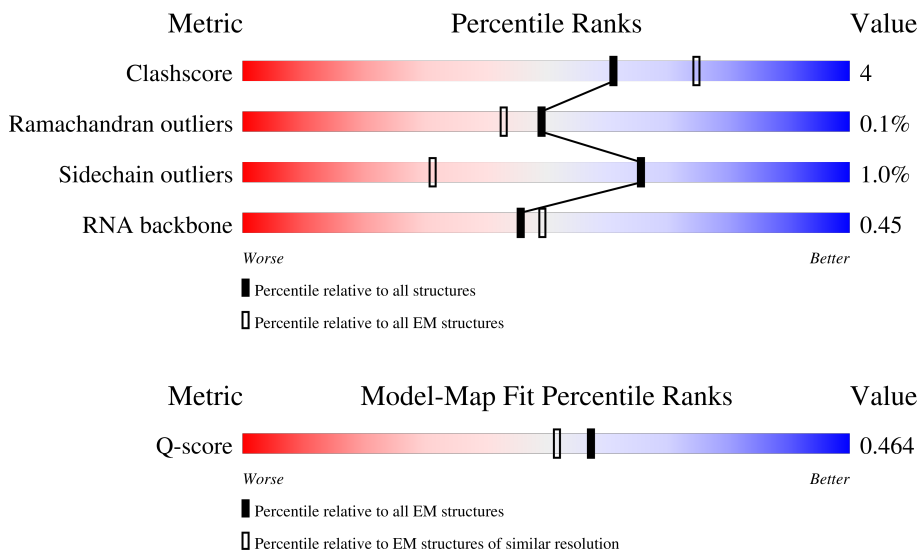 Metric Percentile Ranks Value
Clashscore 4
Ramachandran outliers 0.1%
Sidechain outliers 1.0%
RNA backbone 0.45
Worse Better
Percentile relative to all structures
Percentile relative to all EM structures
Metric Model-Map Fit Percentile Ranks Value
Q-score 0.464
Worse Better
Percentile relative to all EM structures
Percentile relative to EM structures of similar resolution